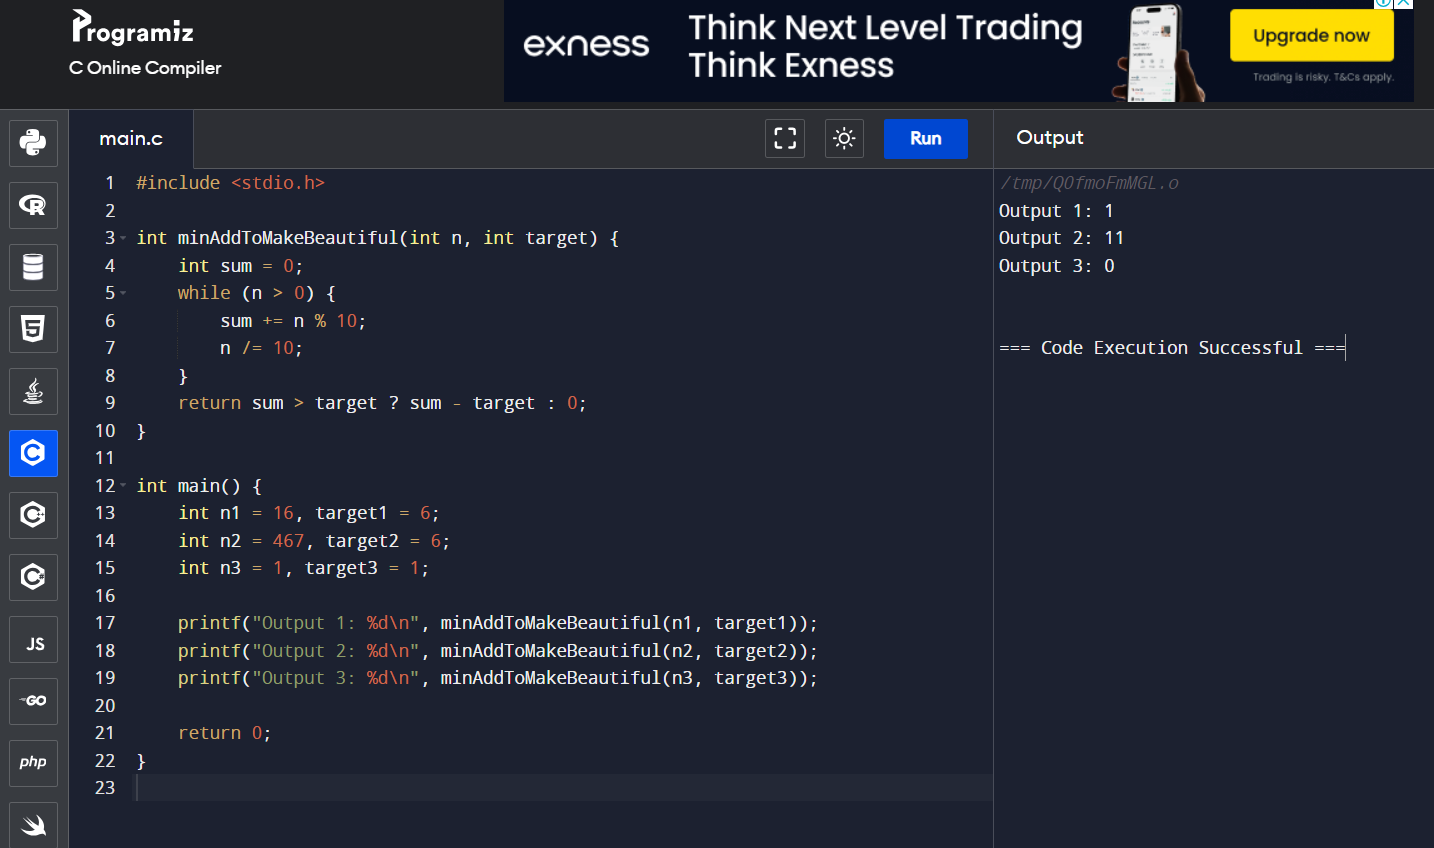 Programiz
C Online Compiler
exness
Think Next Level Trading
Think Exness
Upgrade now
Trading is risky. T&Cs apply.
main.c
Run
Output
1 #include <stdio.h>
2
3 int minAddToMakeBeautiful(int n, int target) {
4     int sum = 0;
5     while (n > 0) {
6         sum += n % 10;
7         n /= 10;
8     }
9     return sum > target ? sum - target : 0;
10 }
11
12 int main() {
13     int n1 = 16, target1 = 6;
14     int n2 = 467, target2 = 6;
15     int n3 = 1, target3 = 1;
16
17     printf("Output 1: %d\n", minAddToMakeBeautiful(n1, target1));
18     printf("Output 2: %d\n", minAddToMakeBeautiful(n2, target2));
19     printf("Output 3: %d\n", minAddToMakeBeautiful(n3, target3));
20
21     return 0;
22 }
23
/tmp/QOfmoFmMGL.o
Output 1: 1
Output 2: 11
Output 3: 0
=== Code Execution Successful ===
R
5
C
C++
C#
JS
GO
php